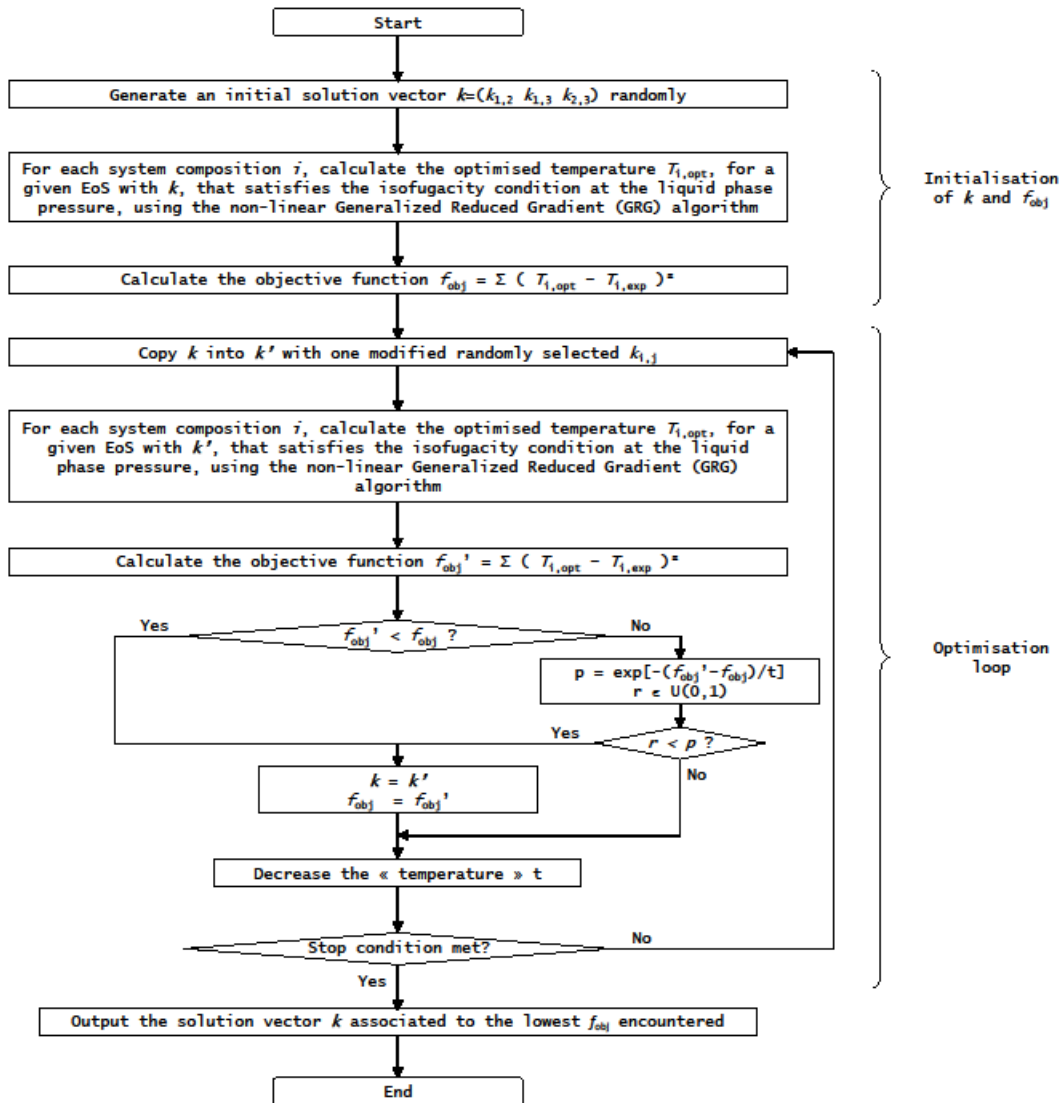 Start
Generate an initial solution vector k=(k1,2 k1,3 k2,3) randomly
For each system composition i, calculate the optimised temperature Ti,opt, for a
given EoS with k, that satisfies the isofugacity condition at the liquid phase
pressure, using the non-linear Generalized Reduced Gradient (GRG) algorithm
Initialisation
of k and fobj
Calculate the objective function fobj = Σ ( Ti,opt - Ti,exp )²
Copy k into k' with one modified randomly selected ki,j
For each system composition i, calculate the optimised temperature Ti,opt, for a
given EoS with k', that satisfies the isofugacity condition at the liquid
phase pressure, using the non-linear Generalized Reduced Gradient (GRG)
algorithm
Calculate the objective function fobj' = Σ ( Ti,opt - Ti,exp )²
Yes
fobj' < fobj ?
No
p = exp[-(fobj'-fobj)/t]
r ϵ U(0,1)
Optimisation
loop
Yes
r < p ?
No
k = k'
fobj = fobj'
Decrease the « temperature » t
Stop condition met?
No
Yes
Output the solution vector k associated to the lowest fobj encountered
End